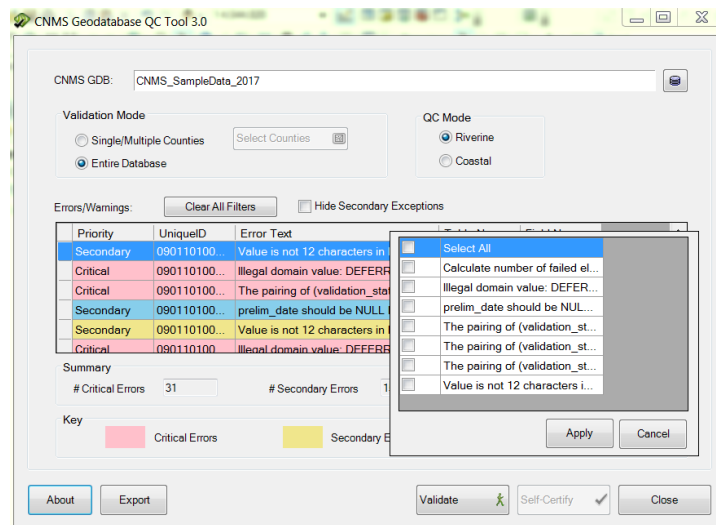 CNMS Geodatabase QC Tool 3.0
CNMS GDB: CNMS_SampleData_2017
Validation Mode
QC Mode
Single/Multiple Counties Select Counties
Riverine
Entire Database
Coastal
Errors/Warnings: Clear All Filters Hide Secondary Exceptions
Priority UniqueID Error Text
Secondary 090110100... Value is not 12 characters in
Critical 090110100... Illegal domain value: DEFERR
Critical 090110100... The pairing of (validation_stat
Secondary 090110100... prelim_date should be NULL
Secondary 090110100... Value is not 12 characters in
Critical 090110100 Illegal domain value: DEFERR
Select All
Calculate number of failed el...
Illegal domain value: DEFER...
prelim_date should be NUL...
The pairing of (validation_st...
The pairing of (validation_st...
The pairing of (validation_st...
Value is not 12 characters i...
Apply Cancel
Summary
# Critical Errors 31 # Secondary Errors 1
Key
Critical Errors Secondary E
About Export Validate Self-Certify Close